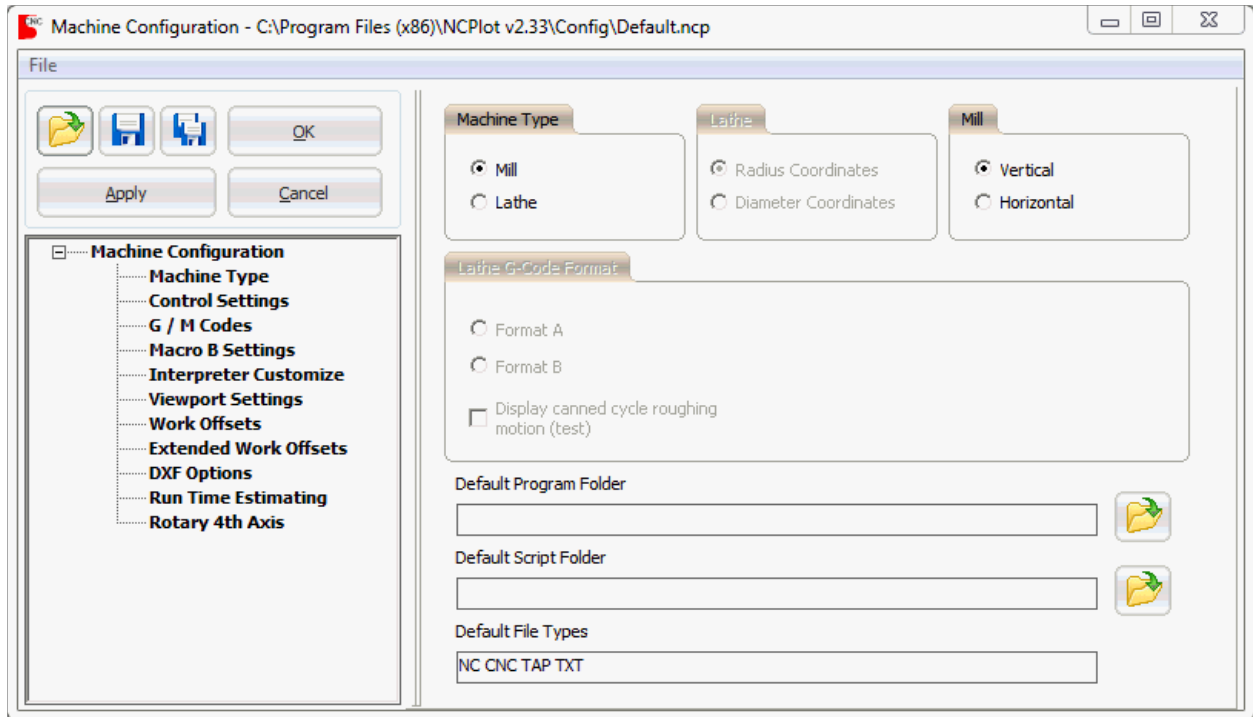 CNC
Machine Configuration - C:\Program Files (x86)\NCPlot v2.33\Config\Default.ncp
File
OK
Apply
Cancel
Machine Configuration
Machine Type
Control Settings
G / M Codes
Macro B Settings
Interpreter Customize
Viewport Settings
Work Offsets
Extended Work Offsets
DXF Options
Run Time Estimating
Rotary 4th Axis
Machine Type
Mill
Lathe
Lathe
Radius Coordinates
Diameter Coordinates
Mill
Vertical
Horizontal
Lathe G-Code Format
Format A
Format B
Display canned cycle roughing
motion (test)
Default Program Folder
Default Script Folder
Default File Types
NC CNC TAP TXT